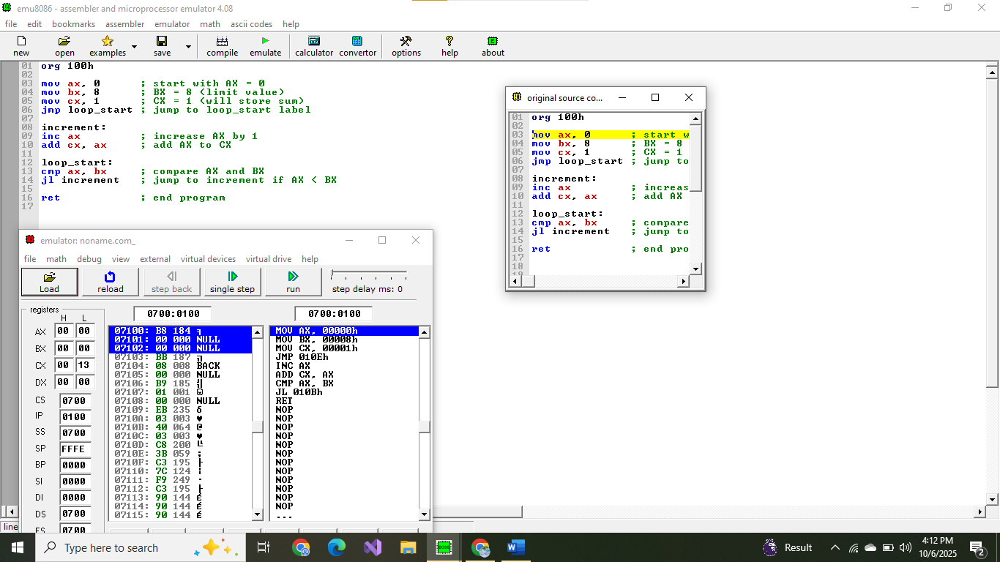 emu8086 - assembler and microprocessor emulator 4.08
file edit bookmarks assembler emulator math ascii codes help
new open examples save compile emulate calculator convertor options help about
01 org 100h
02
03 mov ax, 0 ; start with AX = 0
04 mov bx, 8 ; BX = 8 (limit value)
05 mov cx, 1 ; CX = 1 (will store sum)
06 jmp loop_start ; jump to loop_start label
07
08 increment:
09 inc ax ; increase AX by 1
10 add cx, ax ; add AX to CX
11
12 loop_start:
13 cmp ax, bx ; compare AX and BX
14 jl increment ; jump to increment if AX < BX
15
16 ret ; end program
17
original source co...
01 org 100h
02
03 mov ax, 0 ; start w
04 mov bx, 8 ; BX = 8
05 mov cx, 1 ; CX = 1
06 jmp loop_start ; jump to
07
08 increment:
09 inc ax ; increas
10 add cx, ax ; add AX
11
12 loop_start:
13 cmp ax, bx ; compare
14 jl increment ; jump to
15
16 ret ; end pro
17
18
19
emulator: noname.com_
file math debug view external virtual devices virtual drive help
Load reload step back single step run step delay ms: 0
registers
H L
AX 00 00
BX 00 00
CX 00 13
DX 00 00
CS 0700
IP 0100
SS 0700
SP FFFE
BP 0000
SI 0000
DI 0000
DS 0700
ES 0700
0700:0100
07100: B8 184 ╕
07101: 00 000 NULL
07102: 00 000 NULL
07103: BB 187 ╗
07104: 08 008 BACK
07105: 00 000 NULL
07106: B9 185 ╣
07107: 01 001 ☺
07108: 00 000 NULL
07109: EB 235 δ
0710A: 03 003 ♥
0710B: 40 064 @
0710C: 03 003 ♥
0710D: C8 200 ╚
0710E: 3B 059 ;
0710F: C3 195 ├
07110: 7C 124 |
07111: F9 249 ∙
07112: C3 195 ├
07113: 90 144 É
07114: 90 144 É
07115: 90 144 É
0700:0100
MOV AX, 00000h
MOV BX, 00008h
MOV CX, 00001h
JMP 010Eh
INC AX
ADD CX, AX
CMP AX, BX
JL 010Bh
RET
NOP
NOP
NOP
NOP
NOP
NOP
NOP
NOP
NOP
NOP
NOP
NOP
...
line
Type here to search
8086
Result
4:12 PM
10/6/2025
2